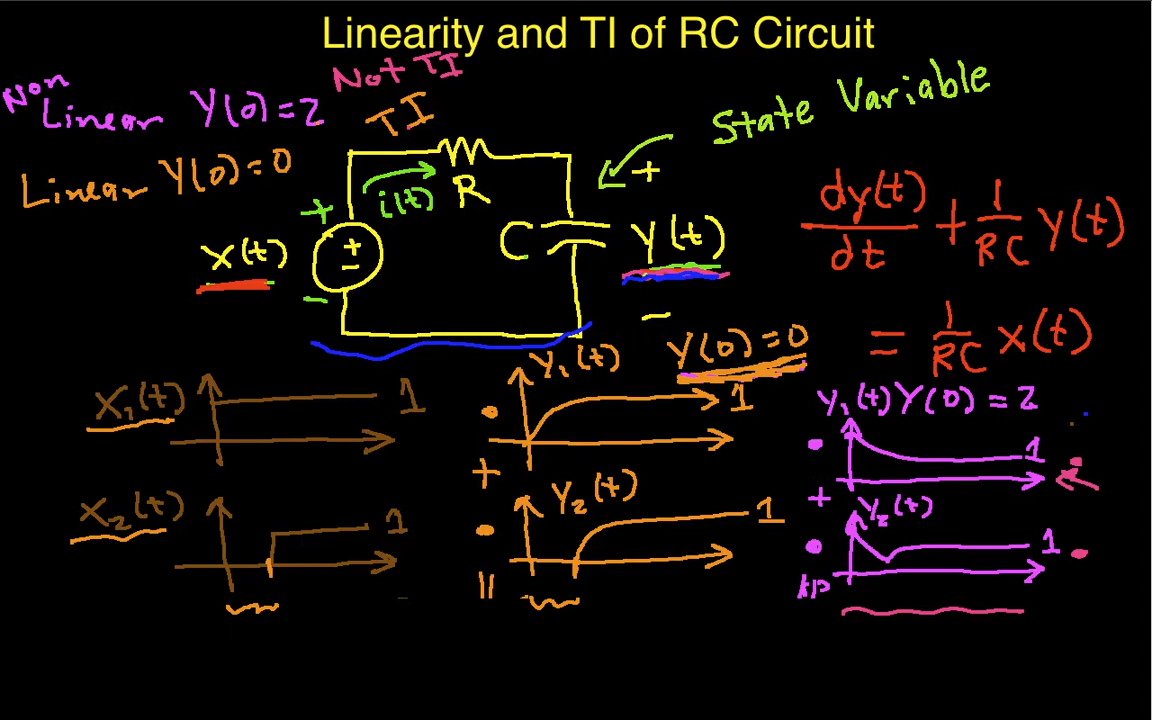 Linearity and TI of RC Circuit
Non
Linear Y(0)=2
Not TI
TI
State Variable
Linear Y(0)=0
+
i(t)
R
+
X(t)
+
−
C
Y(t)
−
−
dy(t)/dt + 1/RC Y(t)
= 1/RC X(t)
Y(0)=0
X₁(t)
1
Y₁(t)
1
Y₁(t) Y(0)=2
1
+
+
X₂(t)
1
Y₂(t)
1
Y₂(t)
1
=